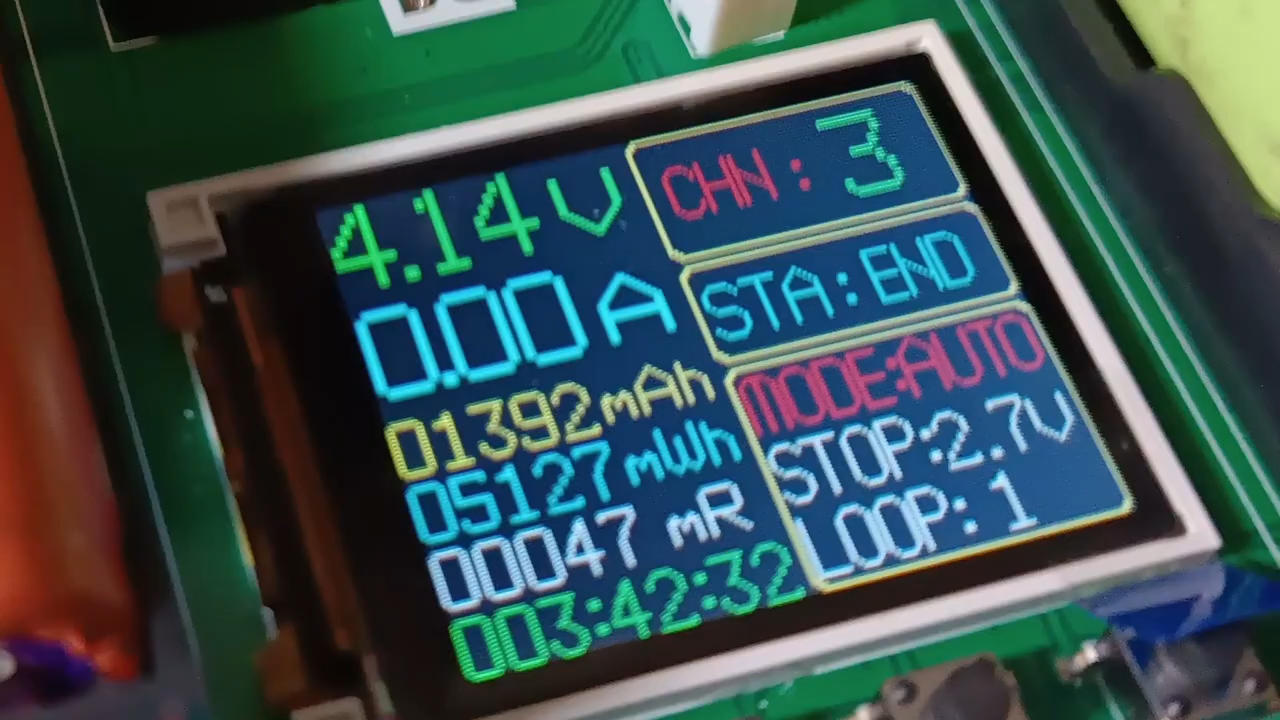 4.14V
0.00A
01392mAh
05127mWh
00047 mR
003:42:32
CHN: 3
STA:END
MODE:AUTO
STOP:2.7V
LOOP: 1